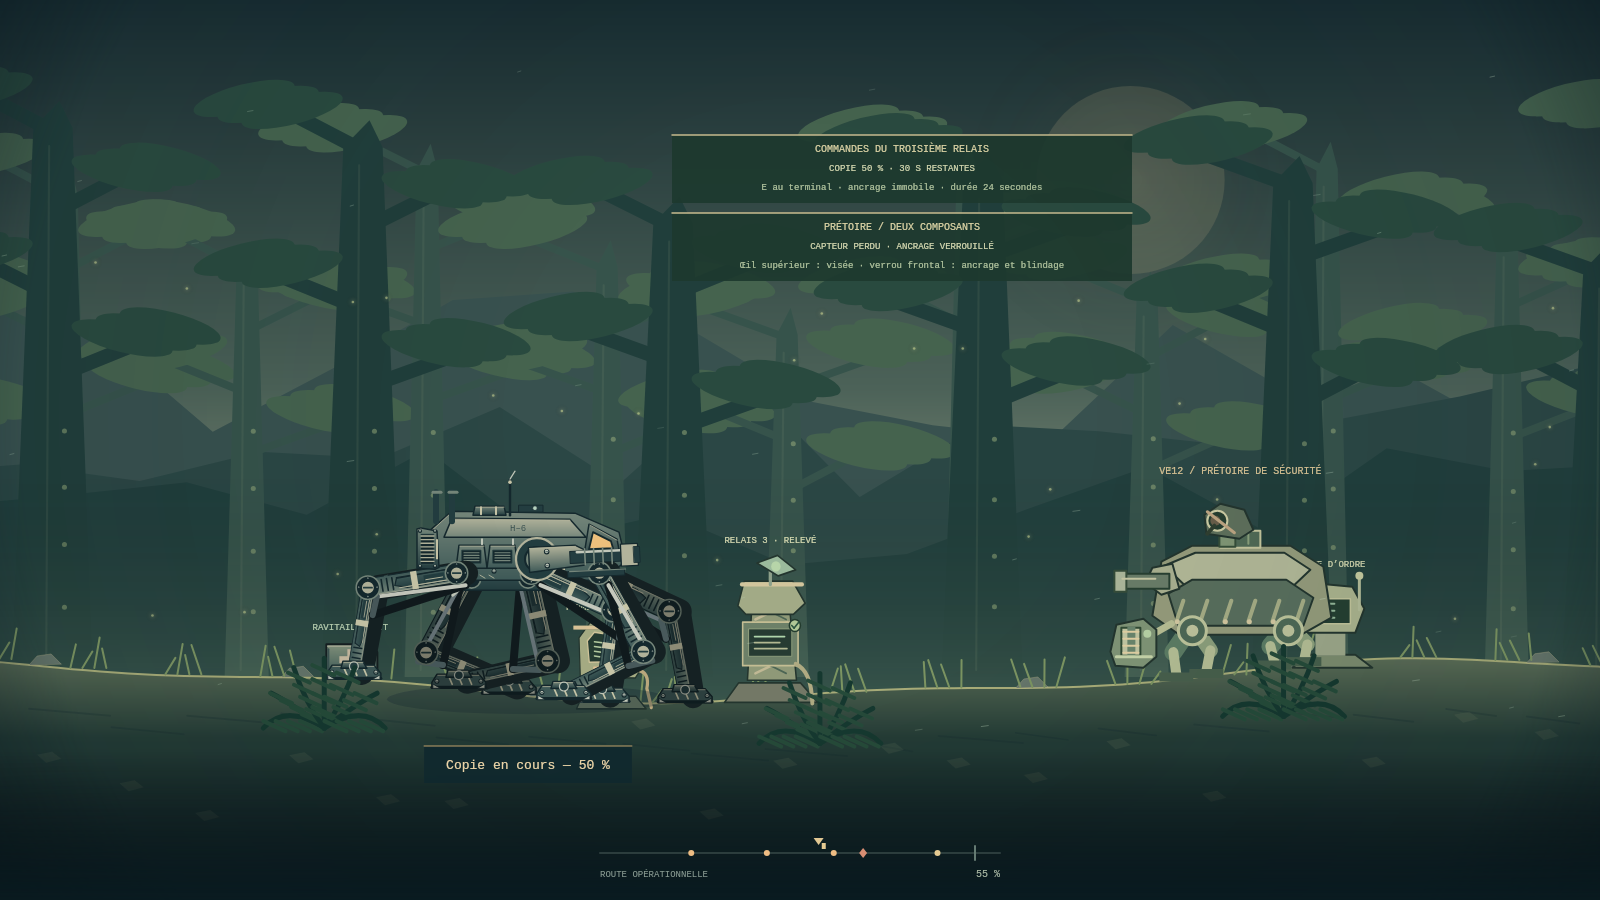 COMMANDES DU TROISIÈME RELAIS
COPIE 50 % · 30 S RESTANTES
E au terminal · ancrage immobile · durée 24 secondes
PRÉTOIRE / DEUX COMPOSANTS
CAPTEUR PERDU · ANCRAGE VERROUILLÉ
Œil supérieur : visée · verrou frontal : ancrage et blindage
/ PRÉTOIRE DE SÉCURITÉ
H-6
RELAIS 3 · RELEVÉ
D'ORDRE
Copie en cours — 50 %
ROUTE OPÉRATIONNELLE
55 %